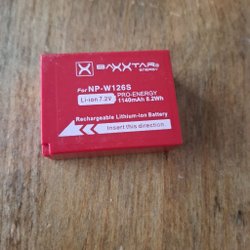 BAXXTAR®
ENERGY
For NP-W126S
Li-ion 7.2V PRO-ENERGY
1140mAh 8.2Wh
Rechargeable Lithium-Ion Battery
Insert this direction